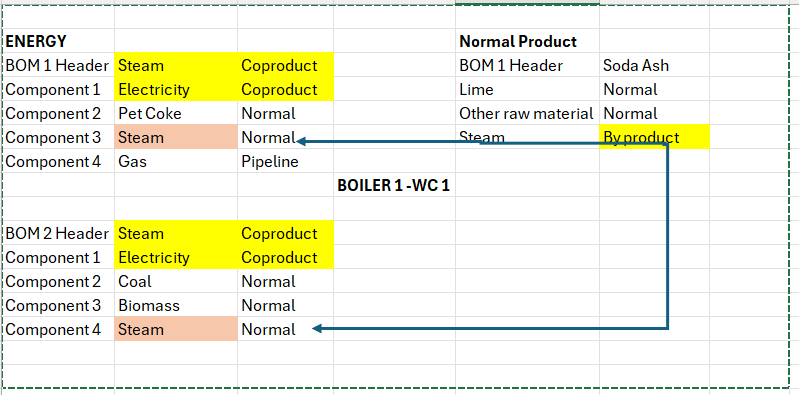 ENERGY Normal Product
BOM 1 Header Steam Coproduct BOM 1 Header Soda Ash
Component 1 Electricity Coproduct Lime Normal
Component 2 Pet Coke Normal Other raw material Normal
Component 3 Steam Normal Steam By product
Component 4 Gas Pipeline
BOILER 1 -WC 1
BOM 2 Header Steam Coproduct
Component 1 Electricity Coproduct
Component 2 Coal Normal
Component 3 Biomass Normal
Component 4 Steam Normal